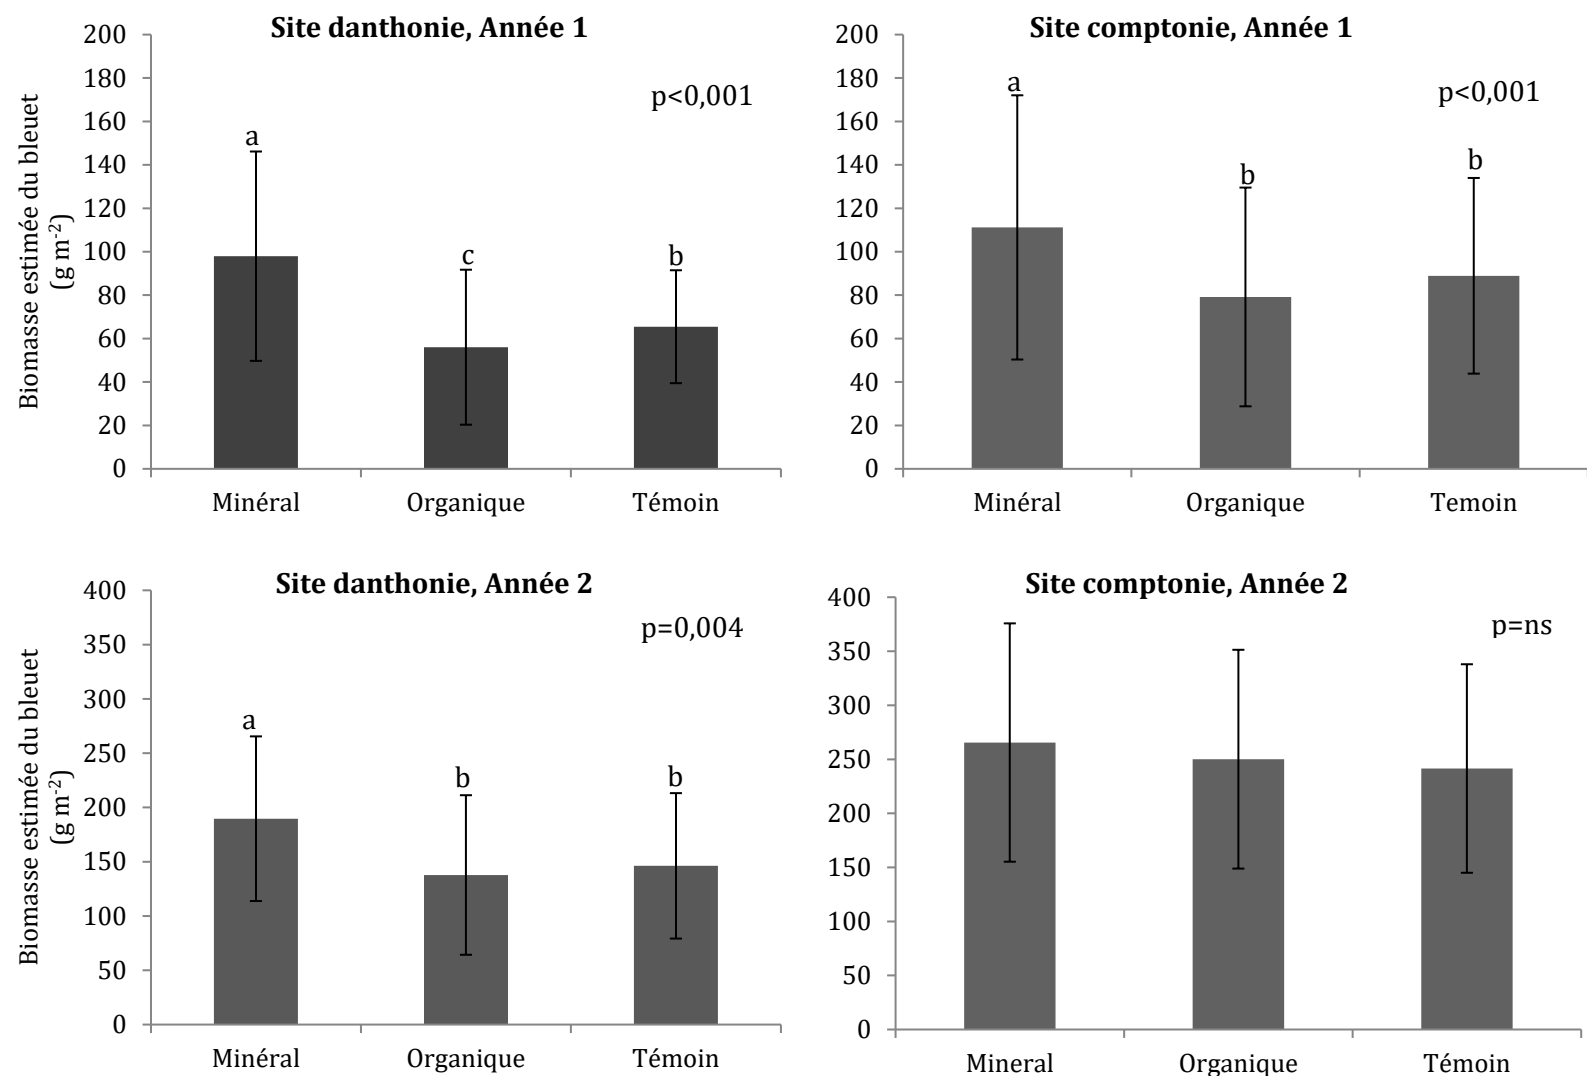 Site danthonie, Année 1
Biomasse estimée du bleuet
(g m-2)
200
180
160
140
120
100
80
60
40
20
0
p<0,001
a
c
b
Minéral Organique Témoin
Site comptonie, Année 1
200
180
160
140
120
100
80
60
40
20
0
p<0,001
a
b
b
Minéral Organique Temoin
Site danthonie, Année 2
Biomasse estimée du bleuet
(g m-2)
400
350
300
250
200
150
100
50
0
p=0,004
a
b
b
Minéral Organique Témoin
Site comptonie, Année 2
400
350
300
250
200
150
100
50
0
p=ns
Mineral Organique Témoin